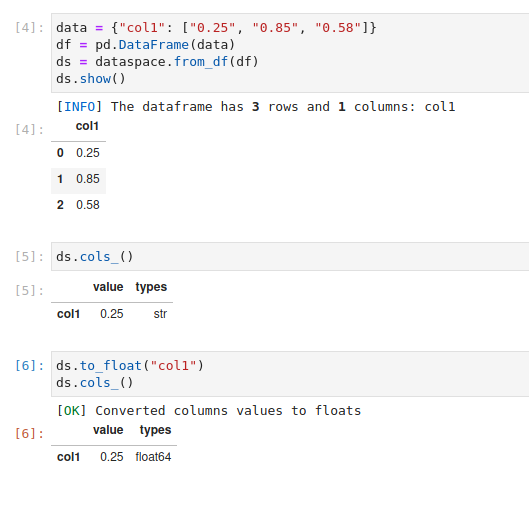 [4]: data = {"col1": ["0.25", "0.85", "0.58"]}
df = pd.DataFrame(data)
ds = dataspace.from_df(df)
ds.show()
[INFO] The dataframe has 3 rows and 1 columns: col1
[4]: col1
0 0.25
1 0.85
2 0.58
[5]: ds.cols_()
[5]: value types
col1 0.25 str
[6]: ds.to_float("col1")
ds.cols_()
[OK] Converted columns values to floats
[6]: value types
col1 0.25 float64